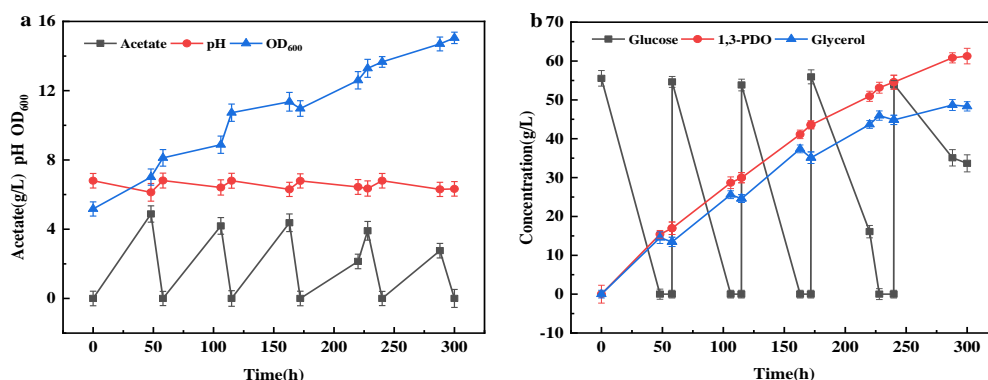 a
Acetate pH OD600
Acetate(g/L) pH OD600
16
12
8
4
0
0 50 100 150 200 250 300
Time(h)
b
Glucose 1,3-PDO Glycerol
Concentration(g/L)
70
60
50
40
30
20
10
0
-10
0 50 100 150 200 250 300
Time(h)